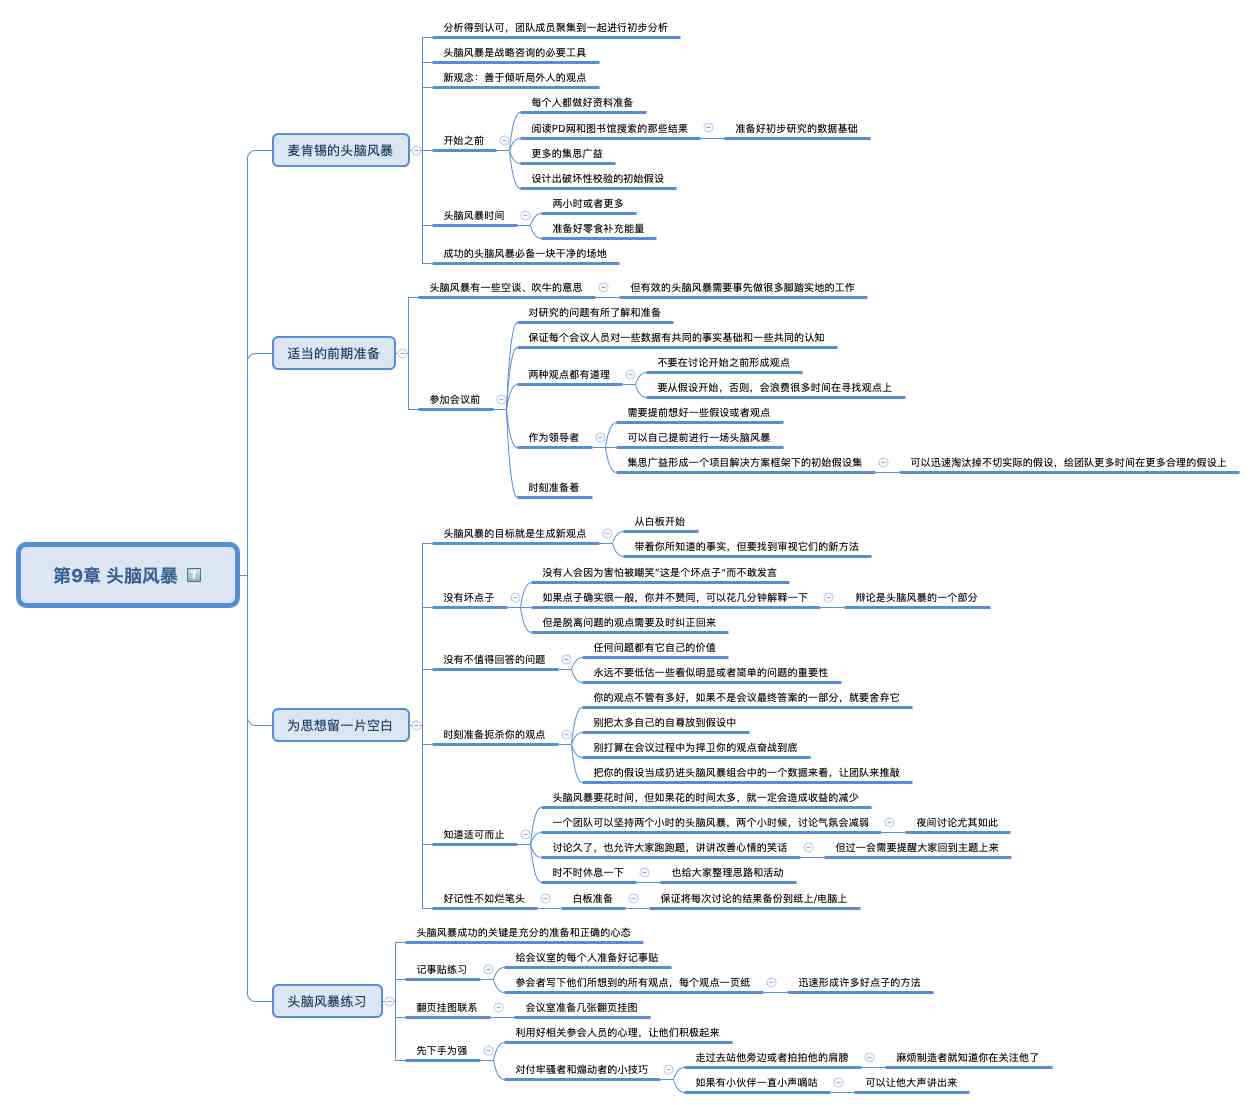 第9章 头脑风暴
麦肯锡的头脑风暴
分析得到认可，团队成员聚集到一起进行初步分析
头脑风暴是战略咨询的必要工具
新观念：善于倾听局外人的观点
开始之前
每个人都做好资料准备
阅读PD网和图书馆搜索的那些结果
准备好初步研究的数据基础
更多的集思广益
设计出破坏性校验的初始假设
头脑风暴时间
两小时或者更多
准备好零食补充能量
成功的头脑风暴必备一块干净的场地
适当的前期准备
头脑风暴有一些空谈、吹牛的意思
但有效的头脑风暴需要事先做很多脚踏实地的工作
参加会议前
对研究的问题有所了解和准备
保证每个会议人员对一些数据有共同的事实基础和一些共同的认知
两种观点都有道理
不要在讨论开始之前形成观点
要从假设开始，否则，会浪费很多时间在寻找观点上
作为领导者
需要提前想好一些假设或者观点
可以自己提前进行一场头脑风暴
集思广益形成一个项目解决方案框架下的初始假设集
可以迅速淘汰掉不切实际的假设，给团队更多时间在更多合理的假设上
时刻准备着
为思想留一片空白
头脑风暴的目标就是生成新观点
从白板开始
带着你所知道的事实，但要找到审视它们的新方法
没有坏点子
没有人会因为害怕被嘲笑”这是个坏点子“而不敢发言
如果点子确实很一般，你并不赞同，可以花几分钟解释一下
辩论是头脑风暴的一个部分
但是脱离问题的观点需要及时纠正回来
没有不值得回答的问题
任何问题都有它自己的价值
永远不要低估一些看似明显或者简单的问题的重要性
时刻准备扼杀你的观点
你的观点不管有多好，如果不是会议最终答案的一部分，就要舍弃它
别把太多自己的自尊放到假设中
别打算在会议过程中为捍卫你的观点奋战到底
把你的假设当成扔进头脑风暴组合中的一个数据来看，让团队来推敲
知道适可而止
头脑风暴要花时间，但如果花的时间太多，就一定会造成收益的减少
一个团队可以坚持两个小时的头脑风暴，两个小时候，讨论气氛会减弱
夜间讨论尤其如此
讨论久了，也允许大家跑跑题，讲讲改善心情的笑话
但过一会需要提醒大家回到主题上来
时不时休息一下
也给大家整理思路和活动
好记性不如烂笔头
白板准备
保证将每次讨论的结果备份到纸上/电脑上
头脑风暴练习
头脑风暴成功的关键是充分的准备和正确的心态
记事贴练习
给会议室的每个人准备好记事贴
参会者写下他们所想到的所有观点，每个观点一页纸
迅速形成许多好点子的方法
翻页挂图联系
会议室准备几张翻页挂图
先下手为强
利用好相关参会人员的心理，让他们积极起来
对付牢骚者和煽动者的小技巧
走过去站他旁边或者拍拍他的肩膀
麻烦制造者就知道你在关注他了
如果有小伙伴一直小声嘀咕
可以让他大声讲出来